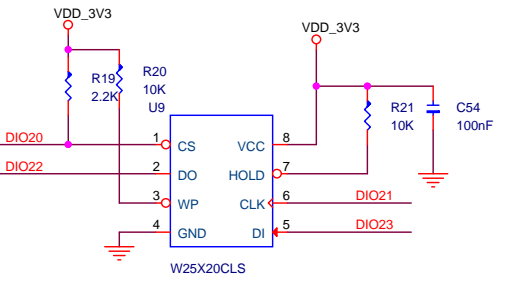 VDD_3V3
VDD_3V3
R19
2.2K
R20
10K
U9
R21
10K
C54
100nF
DIO20
1
CS
VCC
8
DIO22
2
DO
HOLD
7
3
WP
CLK
6
DIO21
4
GND
DI
5
DIO23
W25X20CLS